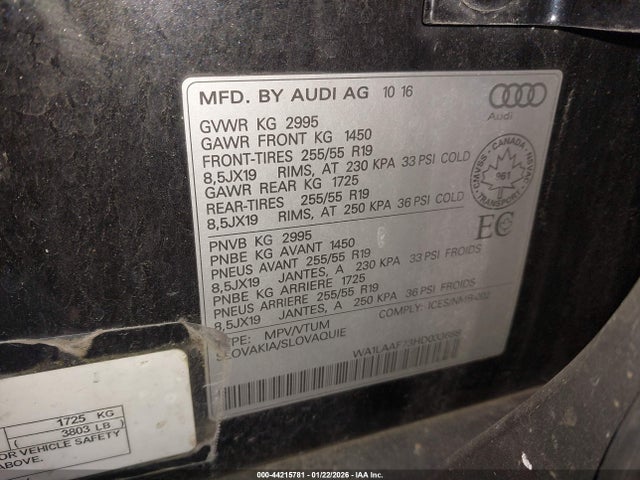 MFD. BY AUDI AG 10 16
Audi
GVWR KG 2995
GAWR FRONT KG 1450
FRONT-TIRES 255/55 R19
8,5JX19 RIMS, AT 230 KPA 33 PSI COLD
GAWR REAR KG 1725
REAR-TIRES 255/55 R19
8,5JX19 RIMS, AT 250 KPA 36 PSI COLD
CANADA
TRANSPORT
961
EC
PNVB KG 2995
PNBE KG AVANT 1450
PNEUS AVANT 255/55 R19
8,5JX19 JANTES, A 230 KPA 33 PSI FROIDS
PNBE KG ARRIERE 1725
PNEUS ARRIERE 255/55 R19
8,5JX19 JANTES, A 250 KPA 36 PSI FROIDS
TYPE: MPV/VTUM COMPLY:
SLOVAKIA/SLOVAQUIE
1725 KG
( 3803 LB )
OR VEHICLE SAFETY
ABOVE.
000-44215781 - 01/22/2026 - IAA Inc.